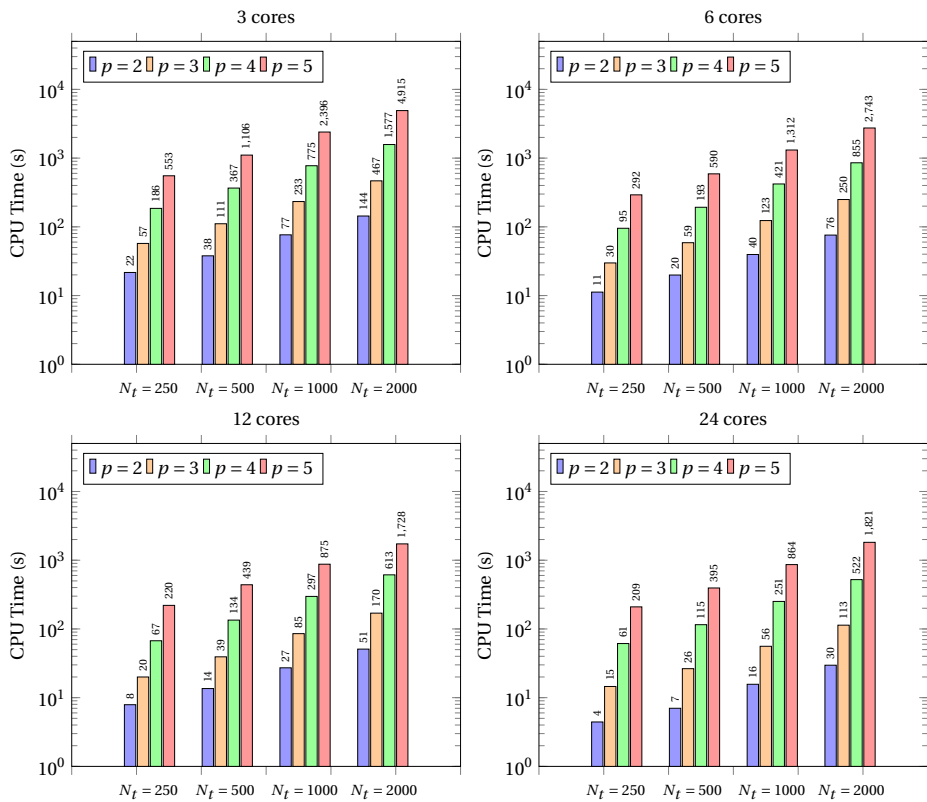 3 cores
p = 2 p = 3 p = 4 p = 5
10^4
10^3
10^2
10^1
10^0
CPU Time (s)
22 57 186 553
38 111 367 1,106
77 233 775 2,396
144 467 1,577 4,915
N_t = 250 N_t = 500 N_t = 1000 N_t = 2000
6 cores
p = 2 p = 3 p = 4 p = 5
10^4
10^3
10^2
10^1
10^0
CPU Time (s)
11 30 95 292
20 59 193 590
40 123 421 1,312
76 250 855 2,743
N_t = 250 N_t = 500 N_t = 1000 N_t = 2000
12 cores
p = 2 p = 3 p = 4 p = 5
10^4
10^3
10^2
10^1
10^0
CPU Time (s)
8 20 67 220
14 39 134 439
27 85 297 875
51 170 613 1,728
N_t = 250 N_t = 500 N_t = 1000 N_t = 2000
24 cores
p = 2 p = 3 p = 4 p = 5
10^4
10^3
10^2
10^1
10^0
CPU Time (s)
4 15 61 209
7 26 115 395
16 56 251 864
30 113 522 1,821
N_t = 250 N_t = 500 N_t = 1000 N_t = 2000